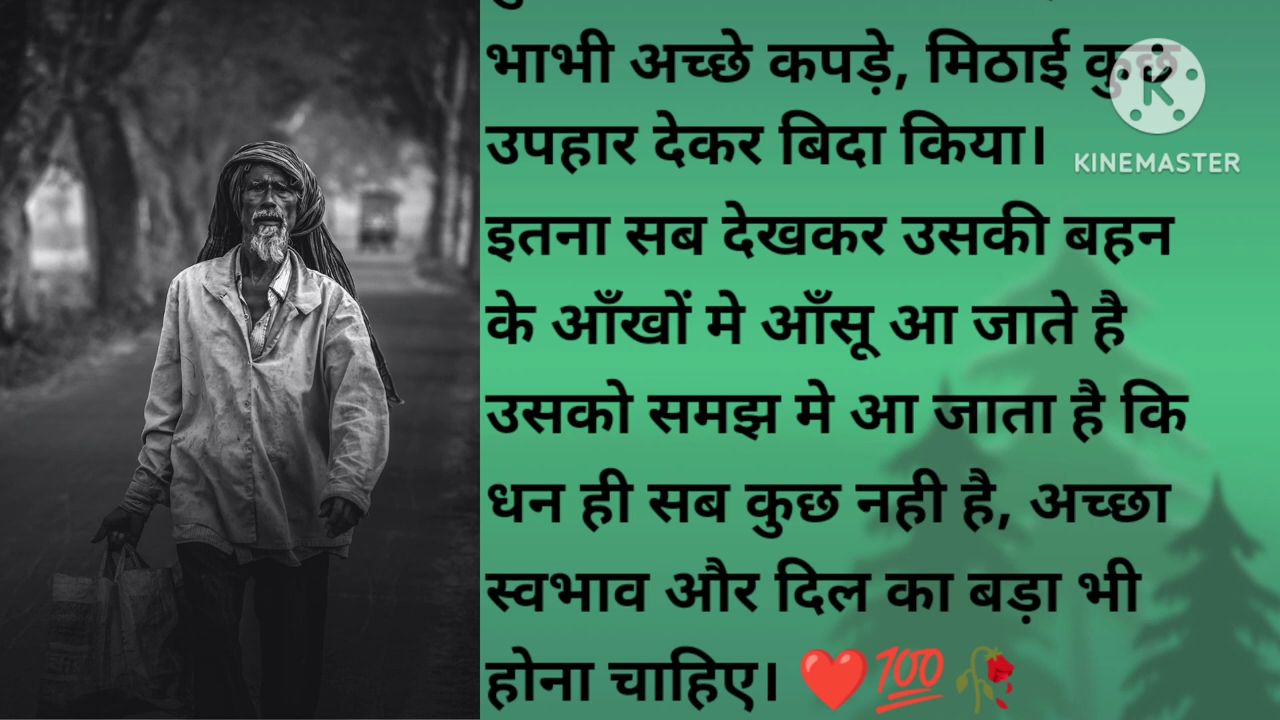 भाभी अच्छे कपड़े, मिठाई कुछ
उपहार देकर बिदा किया।
KINEMASTER
इतना सब देखकर उसकी बहन
के आँखों मे आँसू आ जाते है
उसको समझ मे आ जाता है कि
धन ही सब कुछ नही है, अच्छा
स्वभाव और दिल का बड़ा भी
होना चाहिए। ❤️💯🥀